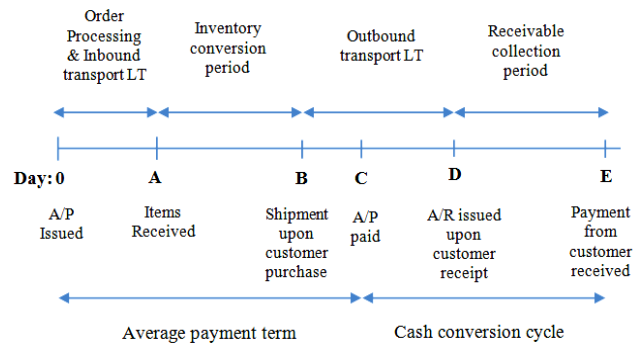 Order
Processing
& Inbound
transport LT
Inventory
conversion
period
Outbound
transport LT
Receivable
collection
period
Day: 0 A B C D E
A/P
Issued
Items
Received
Shipment
upon
customer
purchase
A/P
paid
A/R issued
upon
customer
receipt
Payment
from
customer
received
Average payment term
Cash conversion cycle